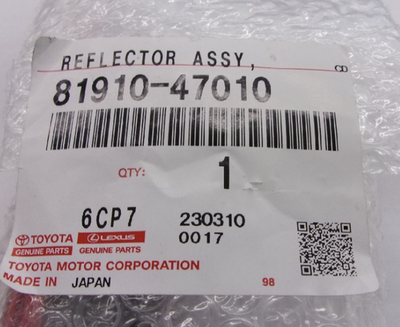 REFLECTOR ASSY,
81910-47010
QTY: 1
6CP7 230310
TOYOTA LEXUS 0017
GENUINE PARTS GENUINE PARTS
TOYOTA MOTOR CORPORATION
MADE IN JAPAN 98